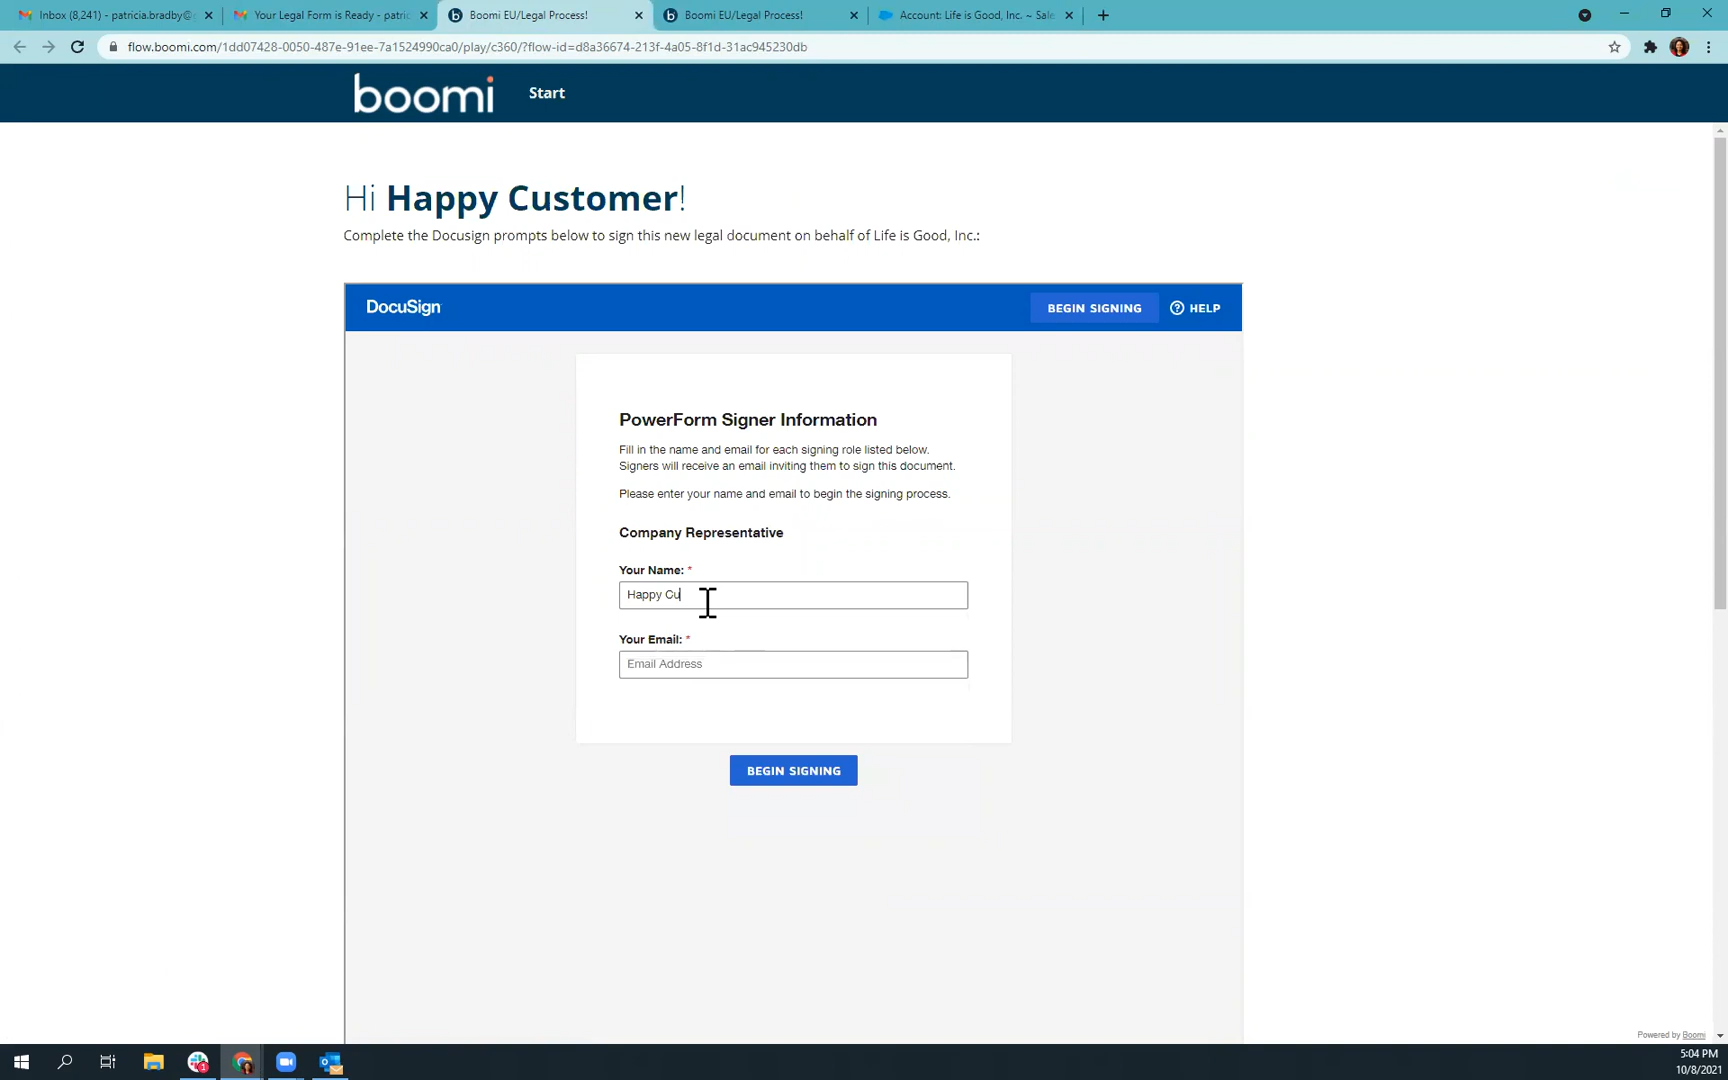 Inbox (8,241) - patricia.bradby@
Your Legal Form is Ready - patric
Boomi EU/Legal Process!
Boomi EU/Legal Process!
Account: Life is Good, Inc. ~ Sale
flow.boomi.com/1dd07428-0050-487e-91ee-7a1524990ca0/play/c360/?flow-id=d8a36674-213f-4a05-8f1d-31ac945230db
boomi
Start
Hi Happy Customer!
Complete the Docusign prompts below to sign this new legal document on behalf of Life is Good, Inc.:
DocuSign
BEGIN SIGNING
? HELP
PowerForm Signer Information
Fill in the name and email for each signing role listed below.
Signers will receive an email inviting them to sign this document.
Please enter your name and email to begin the signing process.
Company Representative
Your Name: *
Happy Cu
Your Email: *
Email Address
BEGIN SIGNING
Powered by Boomi
5:04 PM
10/8/2021